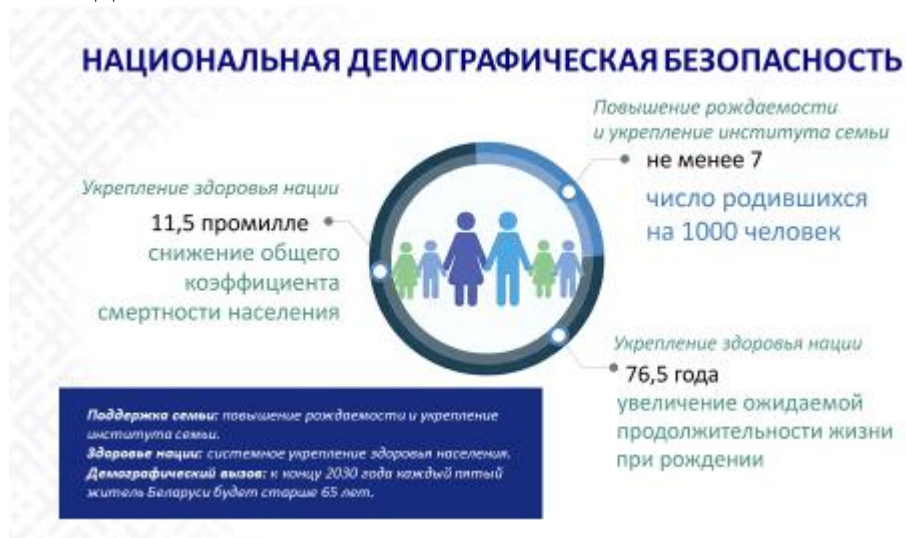 НАЦИОНАЛЬНАЯ ДЕМОГРАФИЧЕСКАЯ БЕЗОПАСНОСТЬ
Повышение рождаемости
и укрепление института семьи
не менее 7
число родившихся
на 1000 человек
Укрепление здоровья нации
11,5 промилле
снижение общего
коэффициента
смертности населения
Укрепление здоровья нации
76,5 года
увеличение ожидаемой
продолжительности жизни
при рождении
Поддержка семьи: повышение рождаемости и укрепление
института семьи.
Здоровье нации: системное укрепление здоровья населения.
Демографический вызов: к концу 2030 года каждый пятый
житель Беларуси будет старше 65 лет.